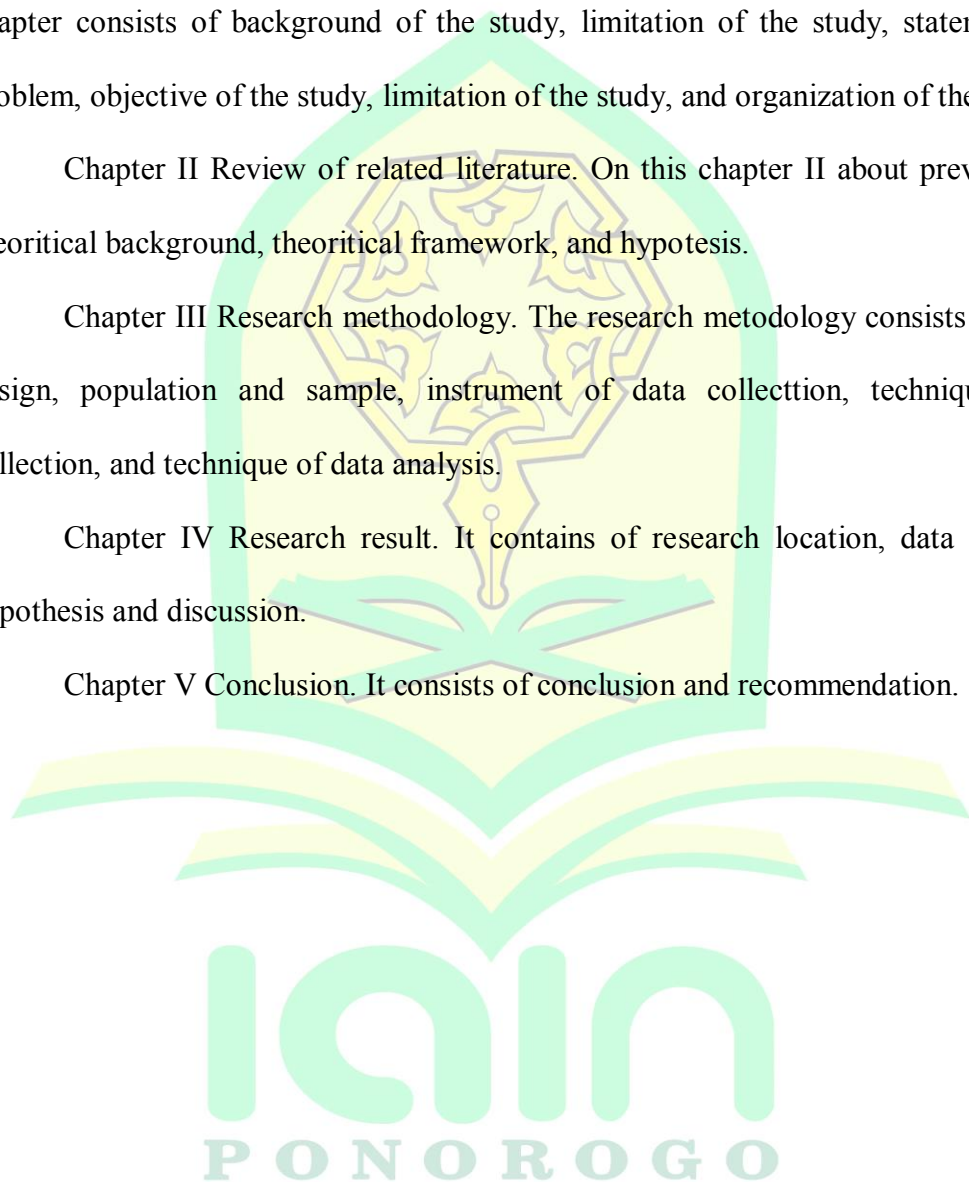 apter consists of background of the study, limitation of the study, stater
oblem, objective of the study, limitation of the study, and organization of the
Chapter II Review of related literature. On this chapter II about prev
eoritical background, theoritical framework, and hypotesis.
Chapter III Research methodology. The research metodology consists
sign, population and sample, instrument of data collecttion, techniqu
llection, and technique of data analysis.
Chapter IV Research result. It contains of research location, data
pothesis and discussion.
Chapter V Conclusion. It consists of conclusion and recommendation.
iain
PONOROGO